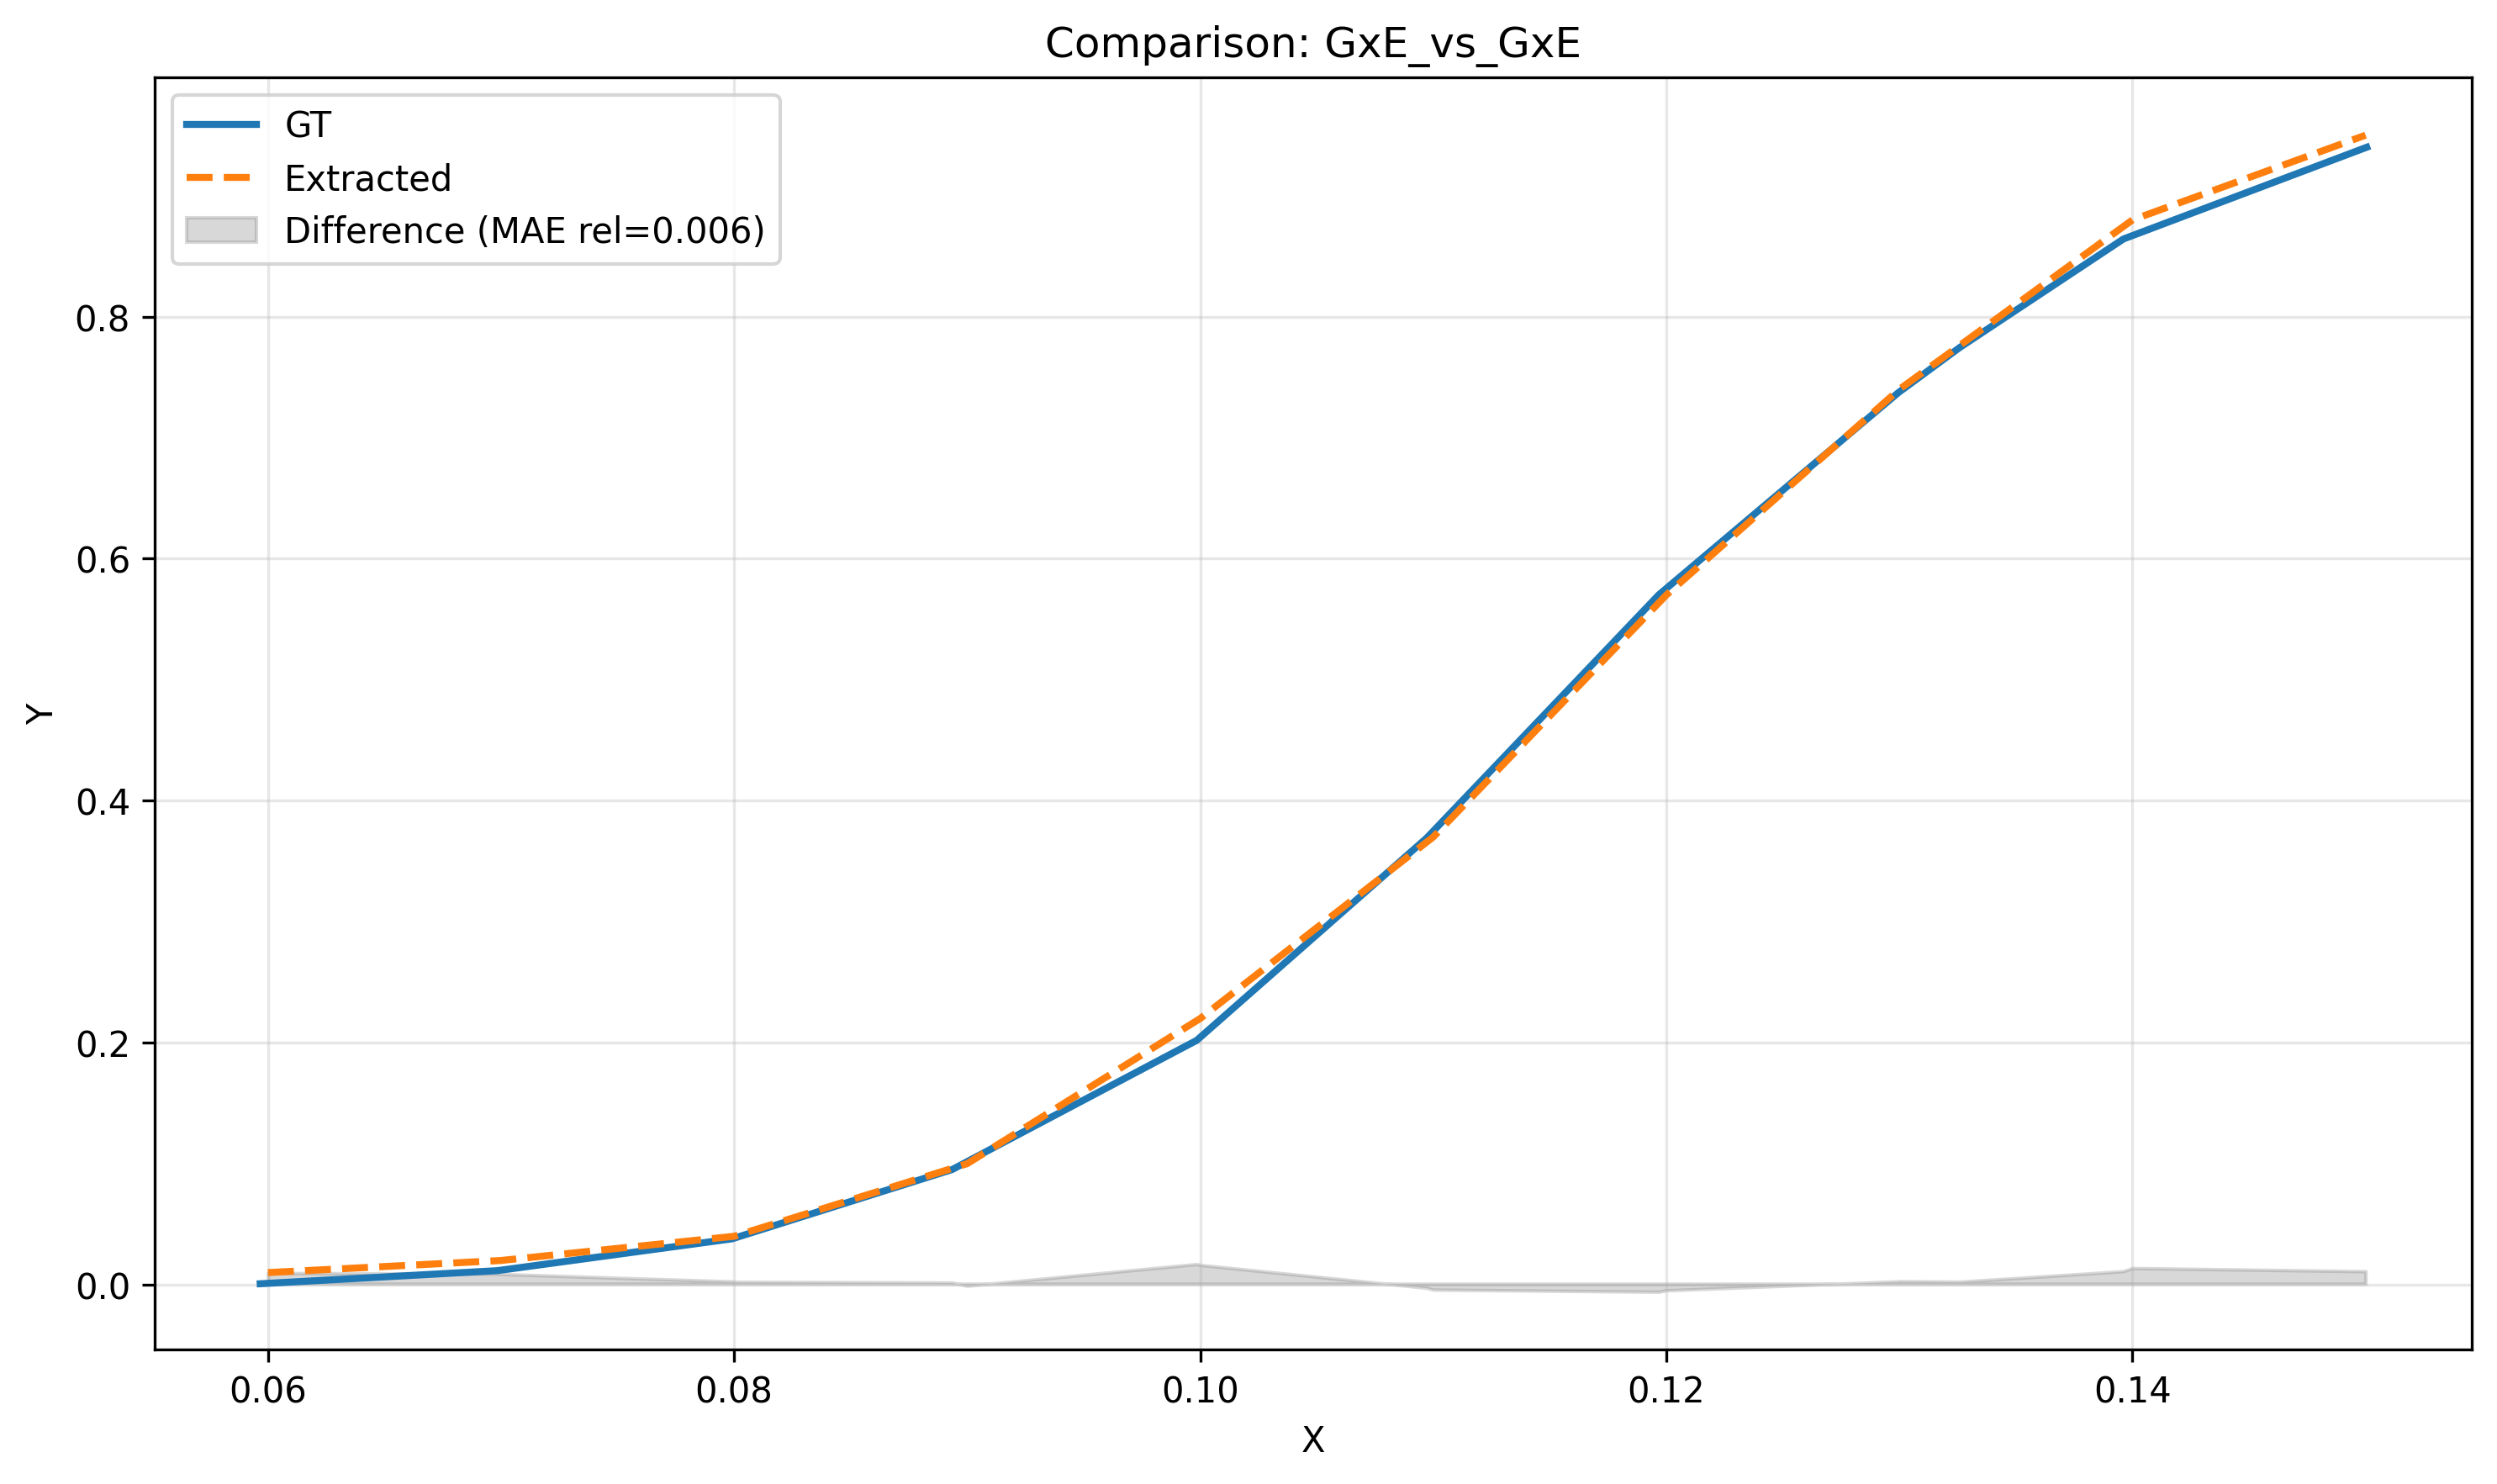 Comparison: GxE_vs_GxE
GT
Extracted
Difference (MAE rel=0.006)
0.8
0.6
0.4
0.2
0.0
Y
0.06
0.08
0.10
0.12
0.14
X